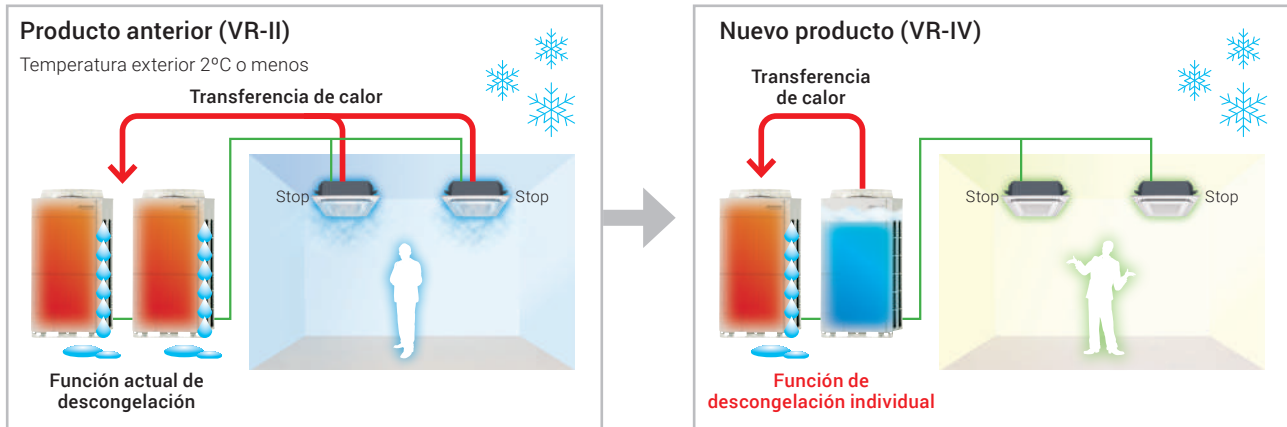 Producto anterior (VR-II)
Temperatura exterior 2ºC o menos
Transferencia de calor
Stop
Stop
Función actual de
descongelación
Nuevo producto (VR-IV)
Transferencia
de calor
Stop
Stop
Función de
descongelación individual